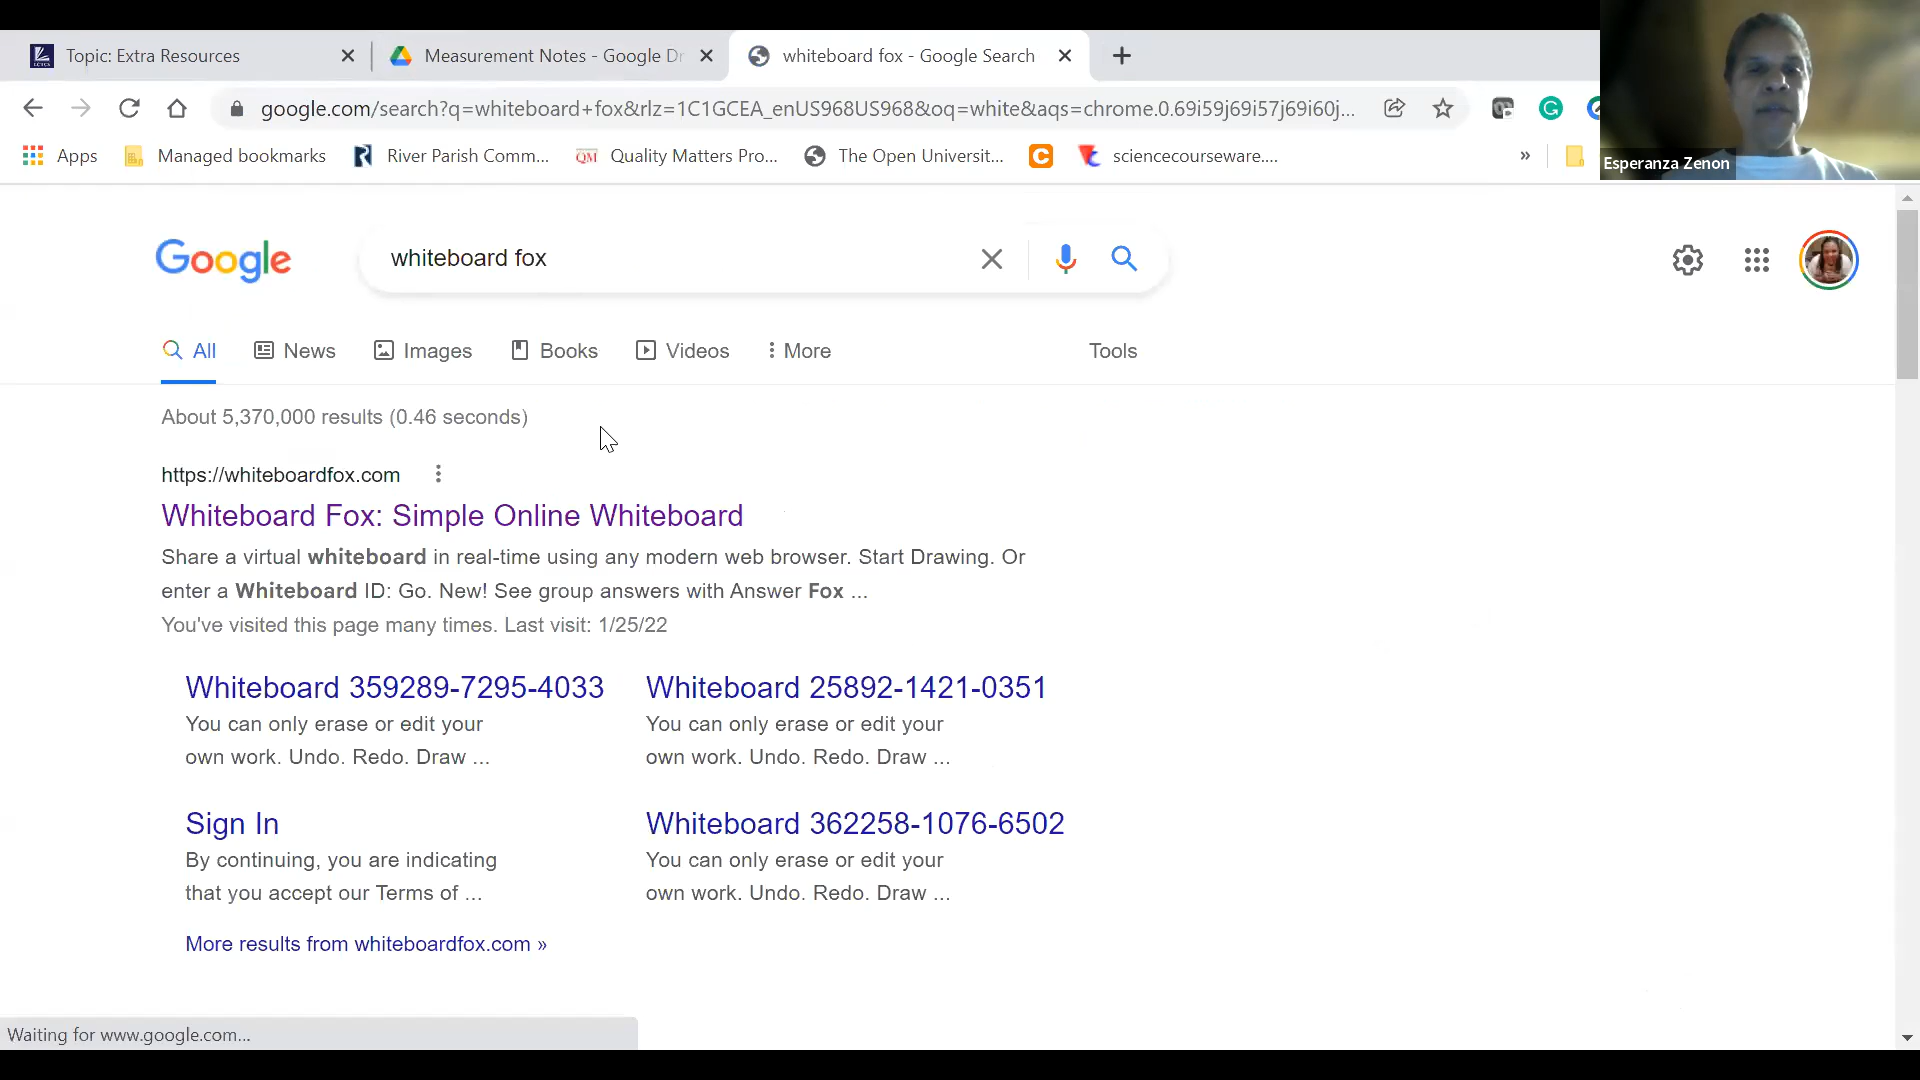 Topic: Extra Resources
Measurement Notes - Google Dr
whiteboard fox - Google Search
google.com/search?q=whiteboard+fox&rlz=1C1GCEA_enUS968US968&oq=white&aqs=chrome.0.69i59j69i57j69i60j...
Apps
Managed bookmarks
River Parish Comm...
QM
Quality Matters Pro...
The Open Universit...
C
sciencecourseware....
»
Esperanza Zenon
Google
whiteboard fox
All
News
Images
Books
Videos
More
Tools
About 5,370,000 results (0.46 seconds)
https://whiteboardfox.com
Whiteboard Fox: Simple Online Whiteboard
Share a virtual whiteboard in real-time using any modern web browser. Start Drawing. Or
enter a Whiteboard ID: Go. New! See group answers with Answer Fox ...
You've visited this page many times. Last visit: 1/25/22
Whiteboard 359289-7295-4033
You can only erase or edit your
own work. Undo. Redo. Draw ...
Whiteboard 25892-1421-0351
You can only erase or edit your
own work. Undo. Redo. Draw ...
Sign In
By continuing, you are indicating
that you accept our Terms of ...
Whiteboard 362258-1076-6502
You can only erase or edit your
own work. Undo. Redo. Draw ...
More results from whiteboardfox.com »
Waiting for www.google.com...